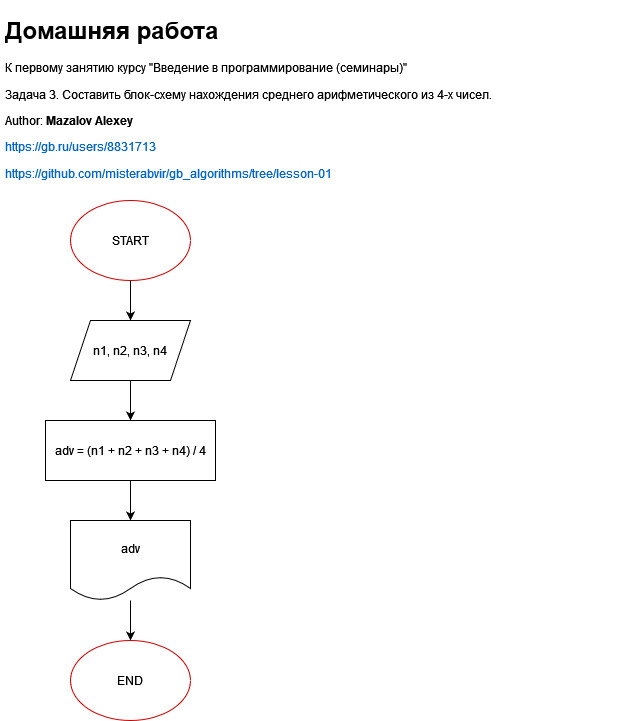 Домашняя работа
К первому занятию курсу "Введение в программирование (семинары)"
Задача 3. Составить блок-схему нахождения среднего арифметического из 4-х чисел.
Author: Mazalov Alexey
https://gb.ru/users/8831713
https://github.com/misterabvir/gb_algorithms/tree/lesson-01
START
n1, n2, n3, n4
adv = (n1 + n2 + n3 + n4) / 4
adv
END